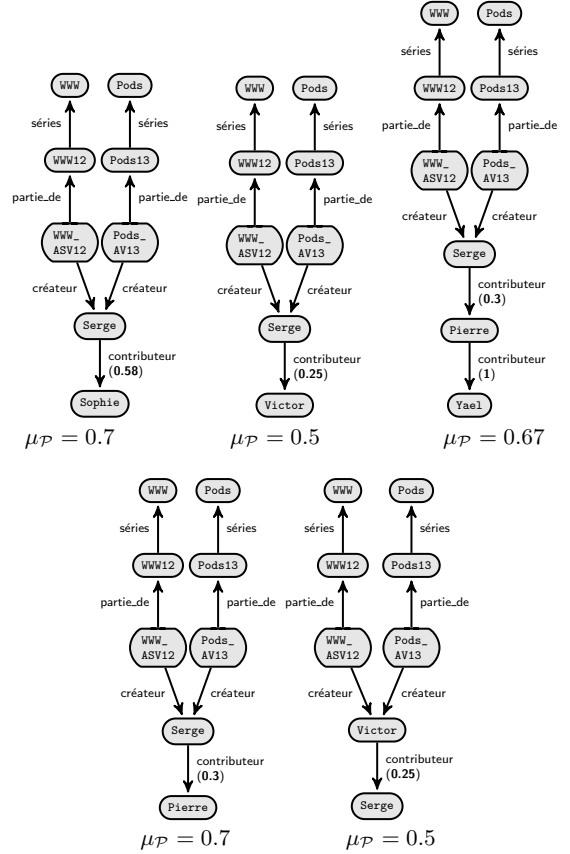 WWW
Pods
séries
séries
WWW12
Pods13
partie_de
partie_de
WWW_
ASV12
Pods_
AV13
créateur
créateur
Serge
contributeur
(0.58)
Sophie
μ𝒫 = 0.7
WWW
Pods
séries
séries
WWW12
Pods13
partie_de
partie_de
WWW_
ASV12
Pods_
AV13
créateur
créateur
Serge
contributeur
(0.25)
Victor
μ𝒫 = 0.5
WWW
Pods
séries
séries
WWW12
Pods13
partie_de
partie_de
WWW_
ASV12
Pods_
AV13
créateur
créateur
Serge
contributeur
(0.3)
Pierre
contributeur
(1)
Yael
μ𝒫 = 0.67
WWW
Pods
séries
séries
WWW12
Pods13
partie_de
partie_de
WWW_
ASV12
Pods_
AV13
créateur
créateur
Serge
contributeur
(0.3)
Pierre
μ𝒫 = 0.7
WWW
Pods
séries
séries
WWW12
Pods13
partie_de
partie_de
WWW_
ASV12
Pods_
AV13
créateur
créateur
Victor
contributeur
(0.25)
Serge
μ𝒫 = 0.5